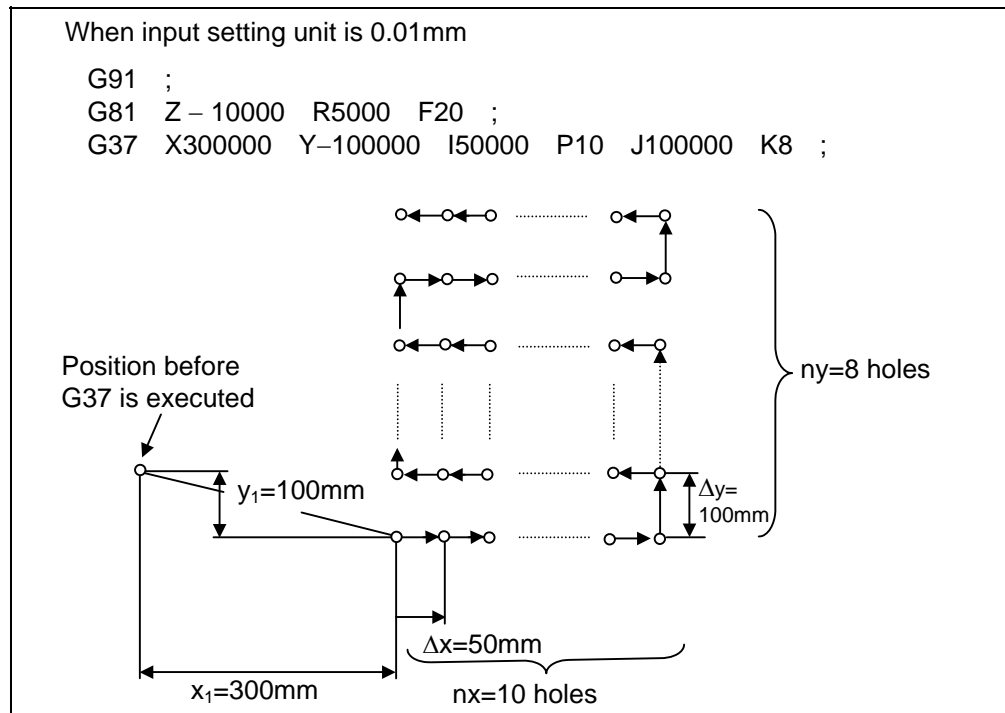 When input setting unit is 0.01mm
G91 ;
G81 Z – 10000 R5000 F20 ;
G37 X300000 Y–100000 I50000 P10 J100000 K8 ;
Position before
G37 is executed
ny=8 holes
y₁=100mm
Δy=
100mm
Δx=50mm
x₁=300mm
nx=10 holes